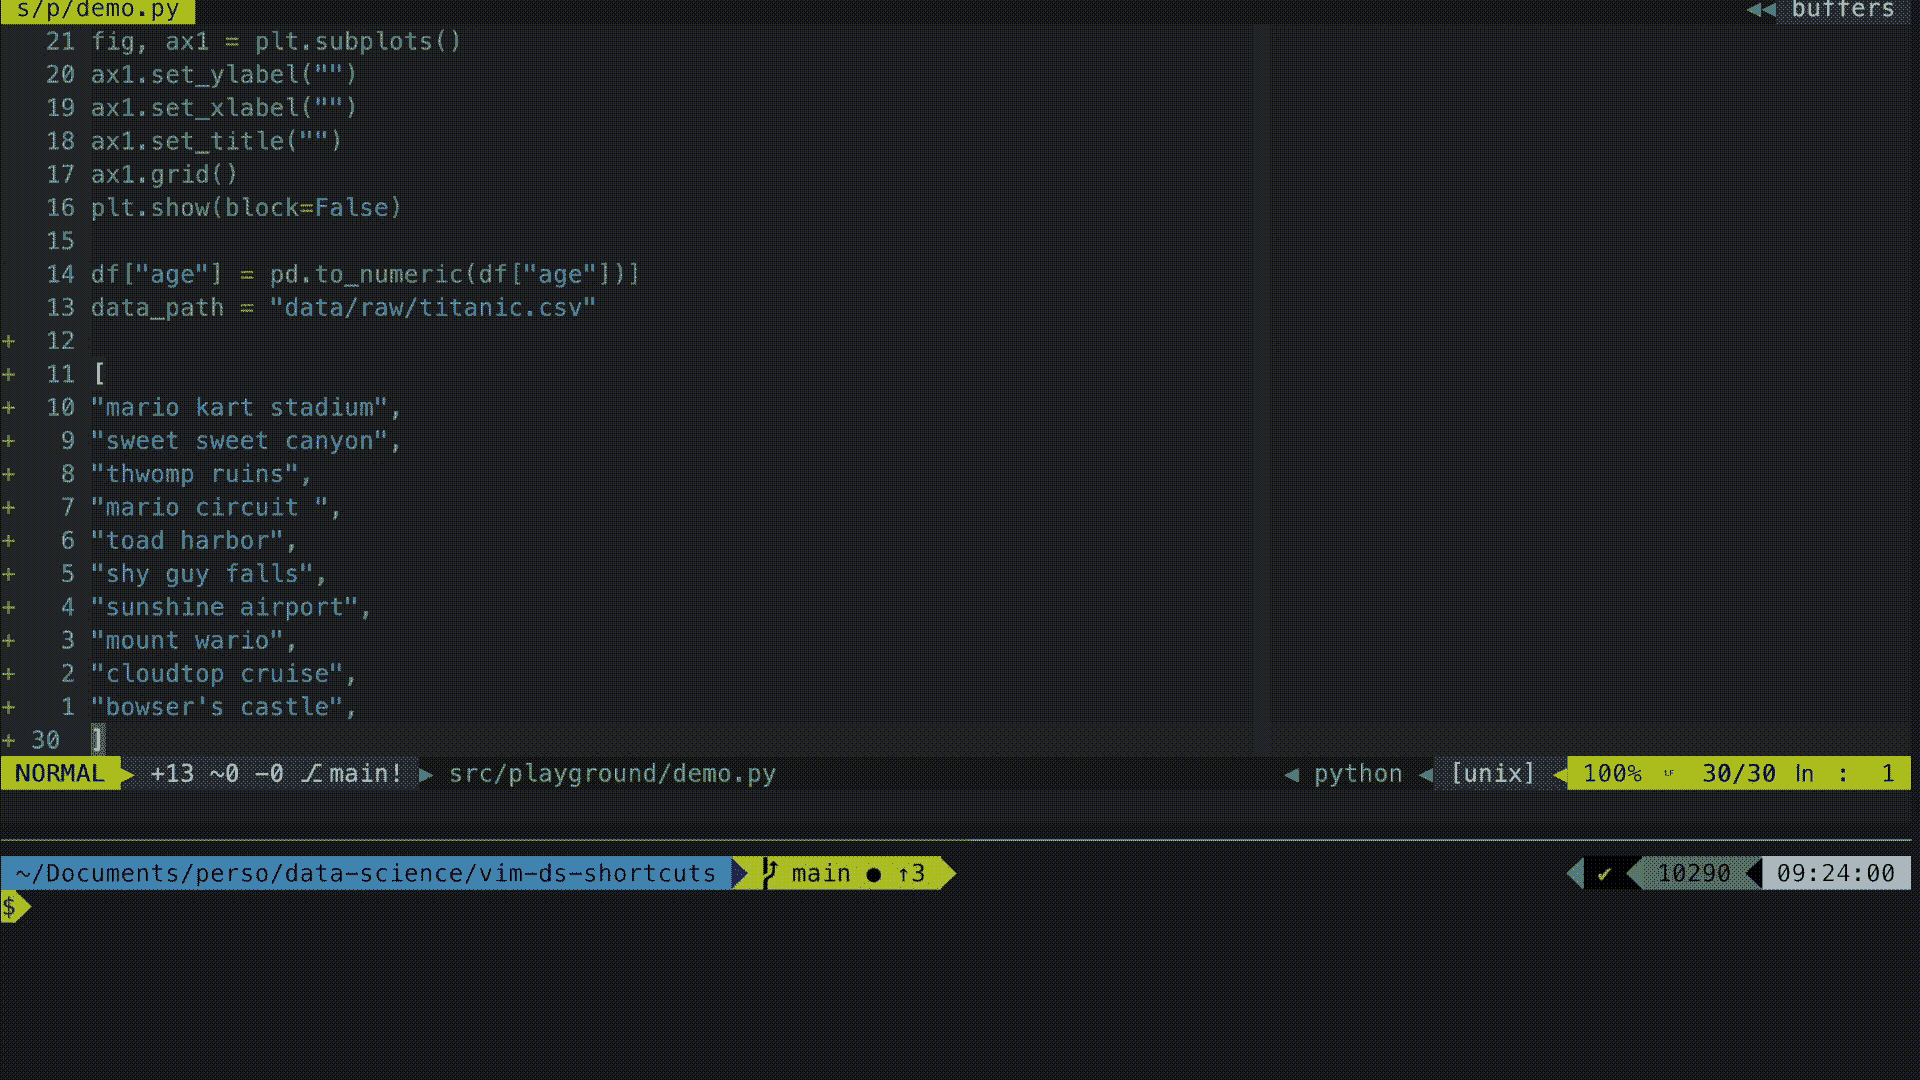 s/p/demo.py buffers
21 fig, ax1 = plt.subplots()
20 ax1.set_ylabel("")
19 ax1.set_xlabel("")
18 ax1.set_title("")
17 ax1.grid()
16 plt.show(block=False)
15
14 df["age"] = pd.to_numeric(df["age"])]
13 data_path = "data/raw/titanic.csv"
+ 12
+ 11 [
+ 10 "mario kart stadium",
+ 9 "sweet sweet canyon",
+ 8 "thwomp ruins",
+ 7 "mario circuit ",
+ 6 "toad harbor",
+ 5 "shy guy falls",
+ 4 "sunshine airport",
+ 3 "mount wario",
+ 2 "cloudtop cruise",
+ 1 "bowser's castle",
+ 30 ]
NORMAL +13 ~0 -0 ⎇ main! src/playground/demo.py python [unix] 100% ␊ 30/30 ln : 1
~/Documents/perso/data-science/vim-ds-shortcuts main ● ↑3 ✔ 10290 09:24:00
$